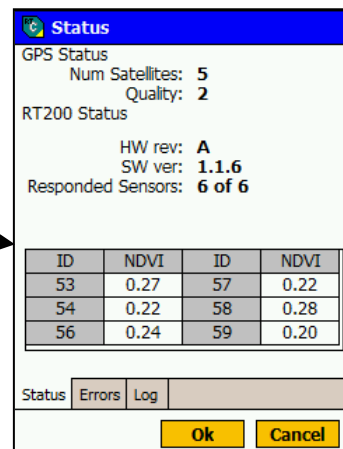 Status
GPS Status
Num Satellites: 5
Quality: 2
RT200 Status
HW rev: A
SW ver: 1.1.6
Responded Sensors: 6 of 6
ID NDVI ID NDVI
53 0.27 57 0.22
54 0.22 58 0.28
56 0.24 59 0.20
Status Errors Log
Ok Cancel